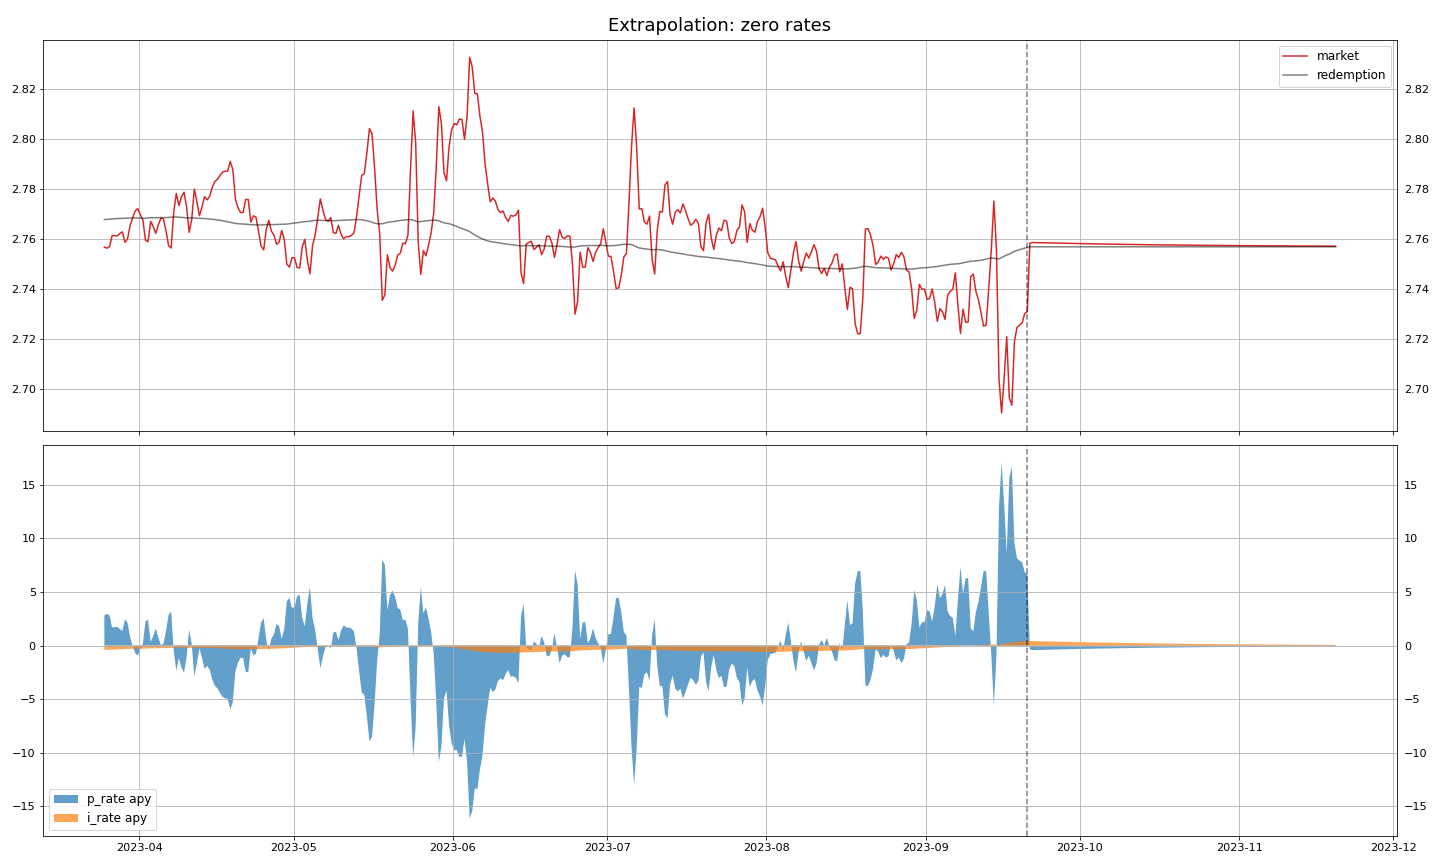 Extrapolation: zero rates
market
redemption
2.82 2.82
2.80 2.80
2.78 2.78
2.76 2.76
2.74 2.74
2.72 2.72
2.70 2.70
15 15
10 10
5 5
0 0
−5 −5
−10 −10
−15 −15
p_rate apy
i_rate apy
2023-04 2023-05 2023-06 2023-07 2023-08 2023-09 2023-10 2023-11 2023-12